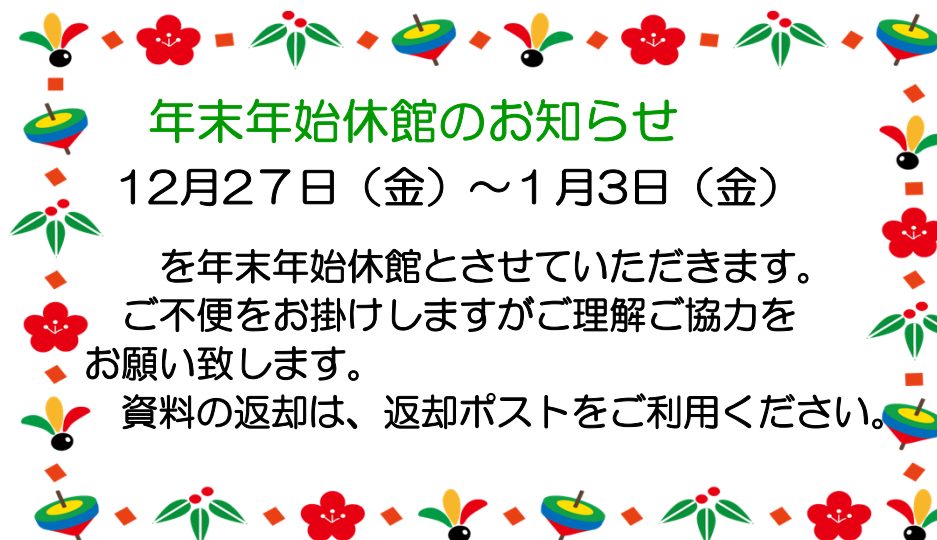 年末年始休館のお知らせ
12月27日（金）～１月3日（金）
を年末年始休館とさせていただきます。
ご不便をお掛けしますがご理解ご協力を
お願い致します。
資料の返却は、返却ポストをご利用ください。